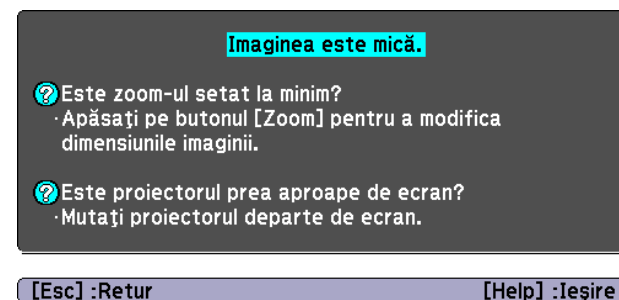 Imaginea este mică.
Este zoom-ul setat la minim?
·Apăsaţi pe butonul [Zoom] pentru a modifica
dimensiunile imaginii.
Este proiectorul prea aproape de ecran?
·Mutaţi proiectorul departe de ecran.
[Esc] :Retur [Help] :Ieşire